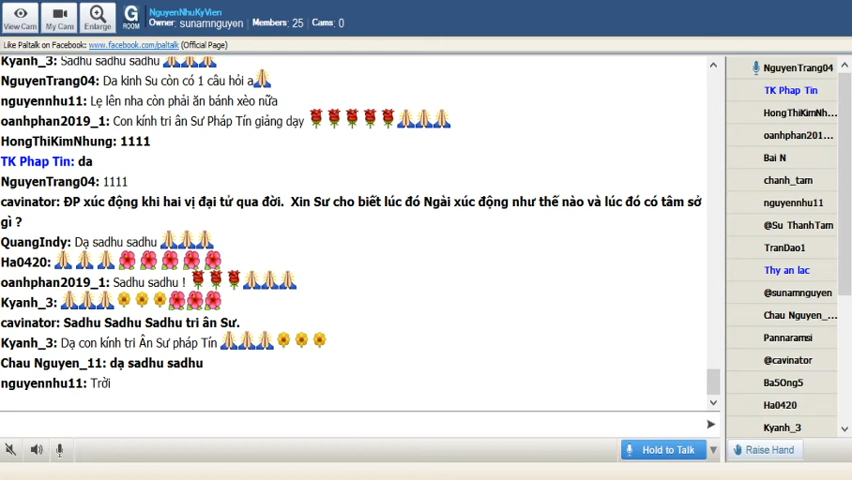 View Cam
My Cam
Enlarge
G
ROOM
NguyenNhuKyVien
Owner: sunamnguyen , Members: 25 Cams: 0
Like Paltalk on Facebook: www.facebook.com/paltalk (Official Page)
Kyanh_3: Sadhu sadhu sadhu
NguyenTrang04: Da kinh Su còn có 1 câu hỏi a
nguyennhu11: Lẹ lên nha còn phải ăn bánh xèo nữa
oanhphan2019_1: Con kính tri ân Sư Pháp Tín giảng dạy
HongThiKimNhung: 1111
TK Phap Tin: da
NguyenTrang04: 1111
cavinator: ĐP xúc động khi hai vị đại tử qua đời. Xin Sư cho biết lúc đó Ngài xúc động như thế nào và lúc đó có tâm sở
gì ?
QuangIndy: Dạ sadhu sadhu
Ha0420:
oanhphan2019_1: Sadhu sadhu !
Kyanh_3:
cavinator: Sadhu Sadhu Sadhu tri ân Sư.
Kyanh_3: Dạ con kính tri Ân Sư pháp Tín
Chau Nguyen_11: dạ sadhu sadhu
nguyennhu11: Trời
Hold to Talk
NguyenTrang04
TK Phap Tin
HongThiKimNh...
oanhphan201...
Bai N
chanh_tam
nguyennhu11
@Su ThanhTam
TranDao1
Thy an lac
@sunamnguyen
Chau Nguyen_...
Pannaramsi
@cavinator
Ba5Ong5
Ha0420
Kyanh_3
Raise Hand